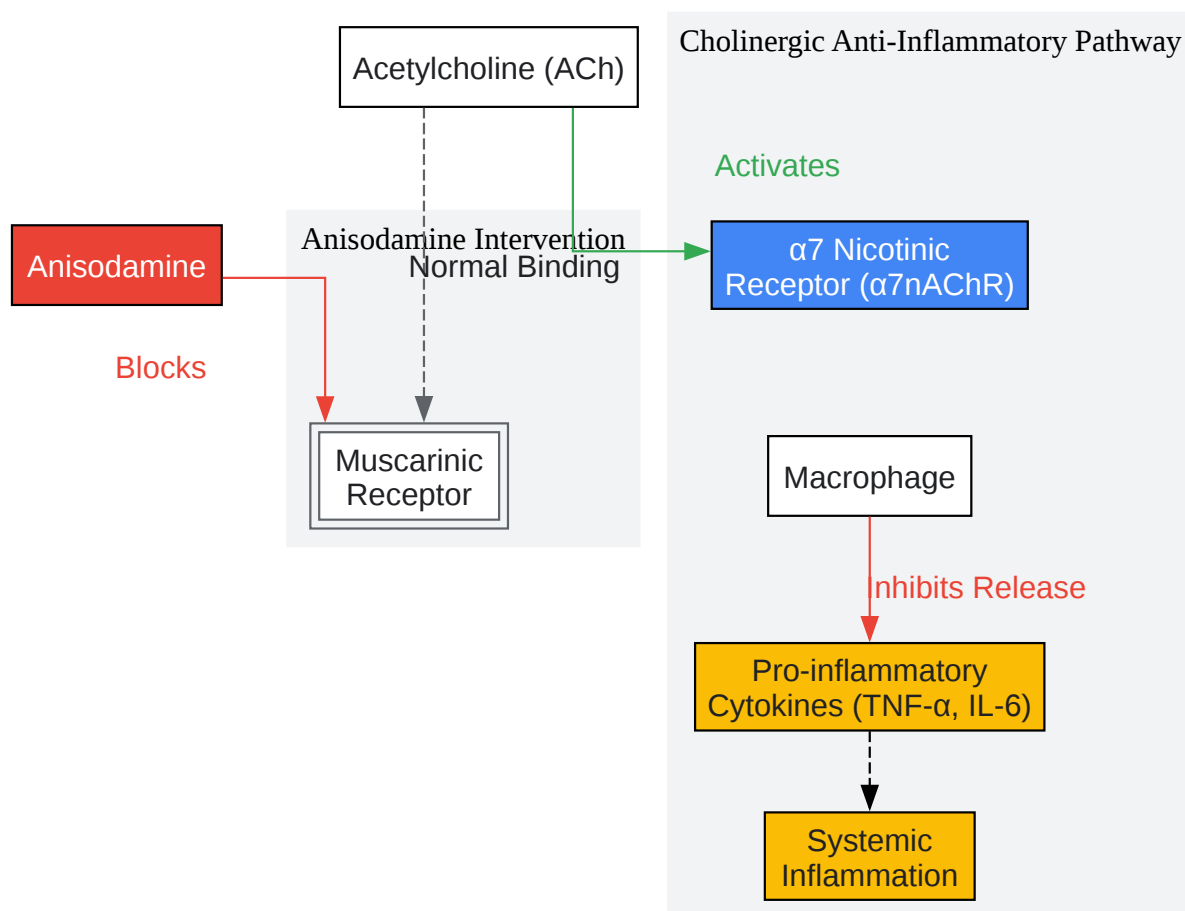 Acetylcholine (ACh)
Cholinergic Anti-Inflammatory Pathway
Activates
Anisodamine
Anisodamine Intervention
Normal Binding
α7 Nicotinic
Receptor (α7nAChR)
Blocks
Muscarinic
Receptor
Macrophage
Inhibits Release
Pro-inflammatory
Cytokines (TNF-α, IL-6)
Systemic
Inflammation